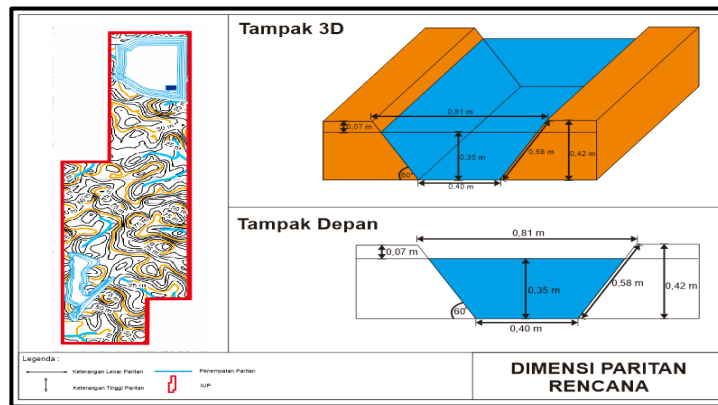 Tampak 3D
0,81 m
0,07 m
0,35 m
0,58 m
0,42 m
60°
0,40 m
Tampak Depan
0,81 m
0,07 m
0,35 m
0,58 m
0,42 m
60°
0,40 m
Legenda :
Keterangan Lebar Paritan
Penempatan Paritan
Keterangan Tinggi Paritan
IUP
DIMENSI PARITAN
RENCANA